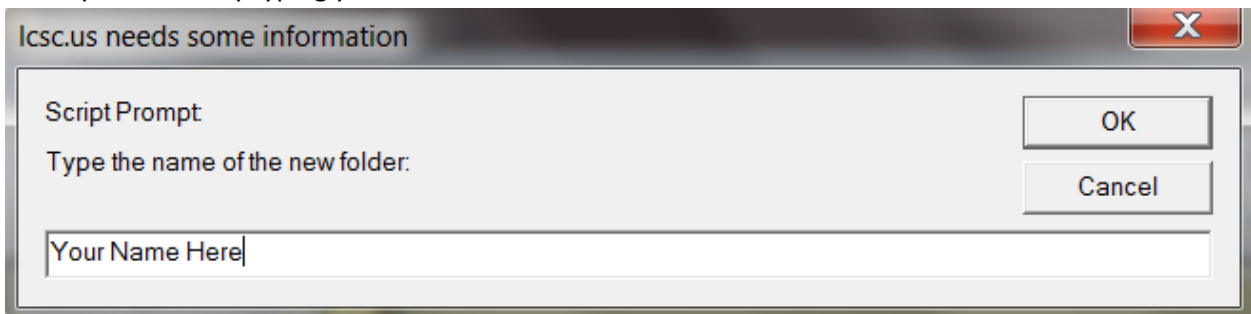 lcsc.us needs some information
X
Script Prompt:
OK
Type the name of the new folder:
Cancel
Your Name Here